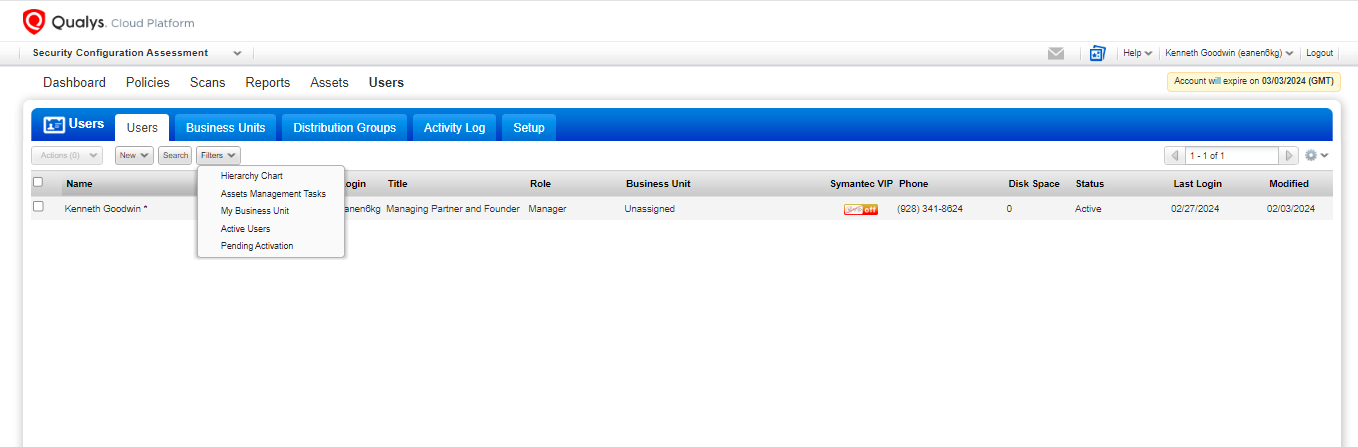 Qualys. Cloud Platform
Security Configuration Assessment
Help Kenneth Goodwin (eanen6kg) Logout
Dashboard Policies Scans Reports Assets Users
Account will expire on 03/03/2024 (GMT)
Users Users Business Units Distribution Groups Activity Log Setup
Actions (0) New Search Filters 1 - 1 of 1
Hierarchy Chart
Assets Management Tasks
My Business Unit
Active Users
Pending Activation
Name ogin Title Role Business Unit Symantec VIP Phone Disk Space Status Last Login Modified
Kenneth Goodwin * anen6kg Managing Partner and Founder Manager Unassigned off (928) 341-8624 0 Active 02/27/2024 02/03/2024